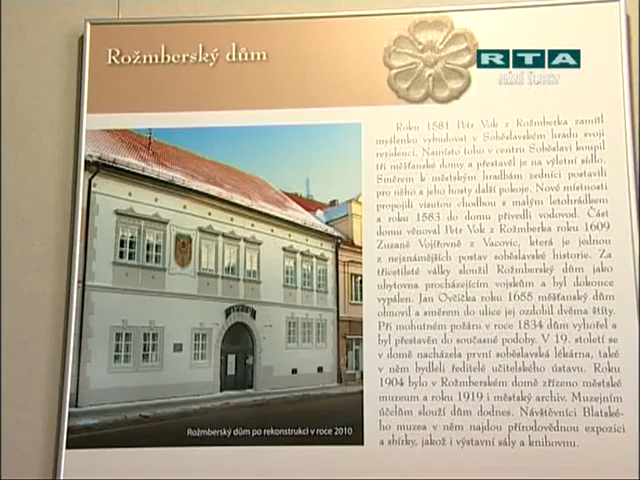 Rožmberský dům
RTA
JIŽNÍ ČECHY
Roku 1581 Petr Vok z Rožmberka zamítl
myšlenku vybudovat v Soběslavském hradu svoji
rezidenci. Namísto toho v centru Soběslavi koupil
tři měšťanské domy a přestavěl je na výletní sídlo.
Směrem k městským hradbám zedníci postavili
pro něho a jeho hosty další pokoje. Nové místnosti
propojili visutou chodbou s malým letohrádkem
a roku 1583 do domu přivedli vodovod. Část
domu věnoval Petr Vok z Rožmberka roku 1609
Zuzaně Vojířovně z Vacovic, která je jednou
z nejznámějších postav soběslavské historie. Za
třicetileté války sloužil Rožmberský dům jako
ubytovna procházejícím vojskům a byl dokonce
vypálen. Jan Ovčička roku 1655 měšťanský dům
obnovil a směrem do ulice jej ozdobil dvěma štíty.
Při mohutném požáru v roce 1834 dům vyhořel a
byl přestavěn do současné podoby. V 19. století se
v domě nacházela první soběslavská lékárna, také
v něm bydleli ředitelé učitelského ústavu. Roku
1904 bylo v Rožmberském domě zřízeno městské
muzeum a roku 1919 i městský archiv. Muzejním
účelům slouží dům dodnes. Návštěvníci Blatské-
ho muzea v něm najdou přírodovědnou expozici
a sbírky, jakož i výstavní sály a knihovnu.
Rožmberský dům po rekonstrukci v roce 2010